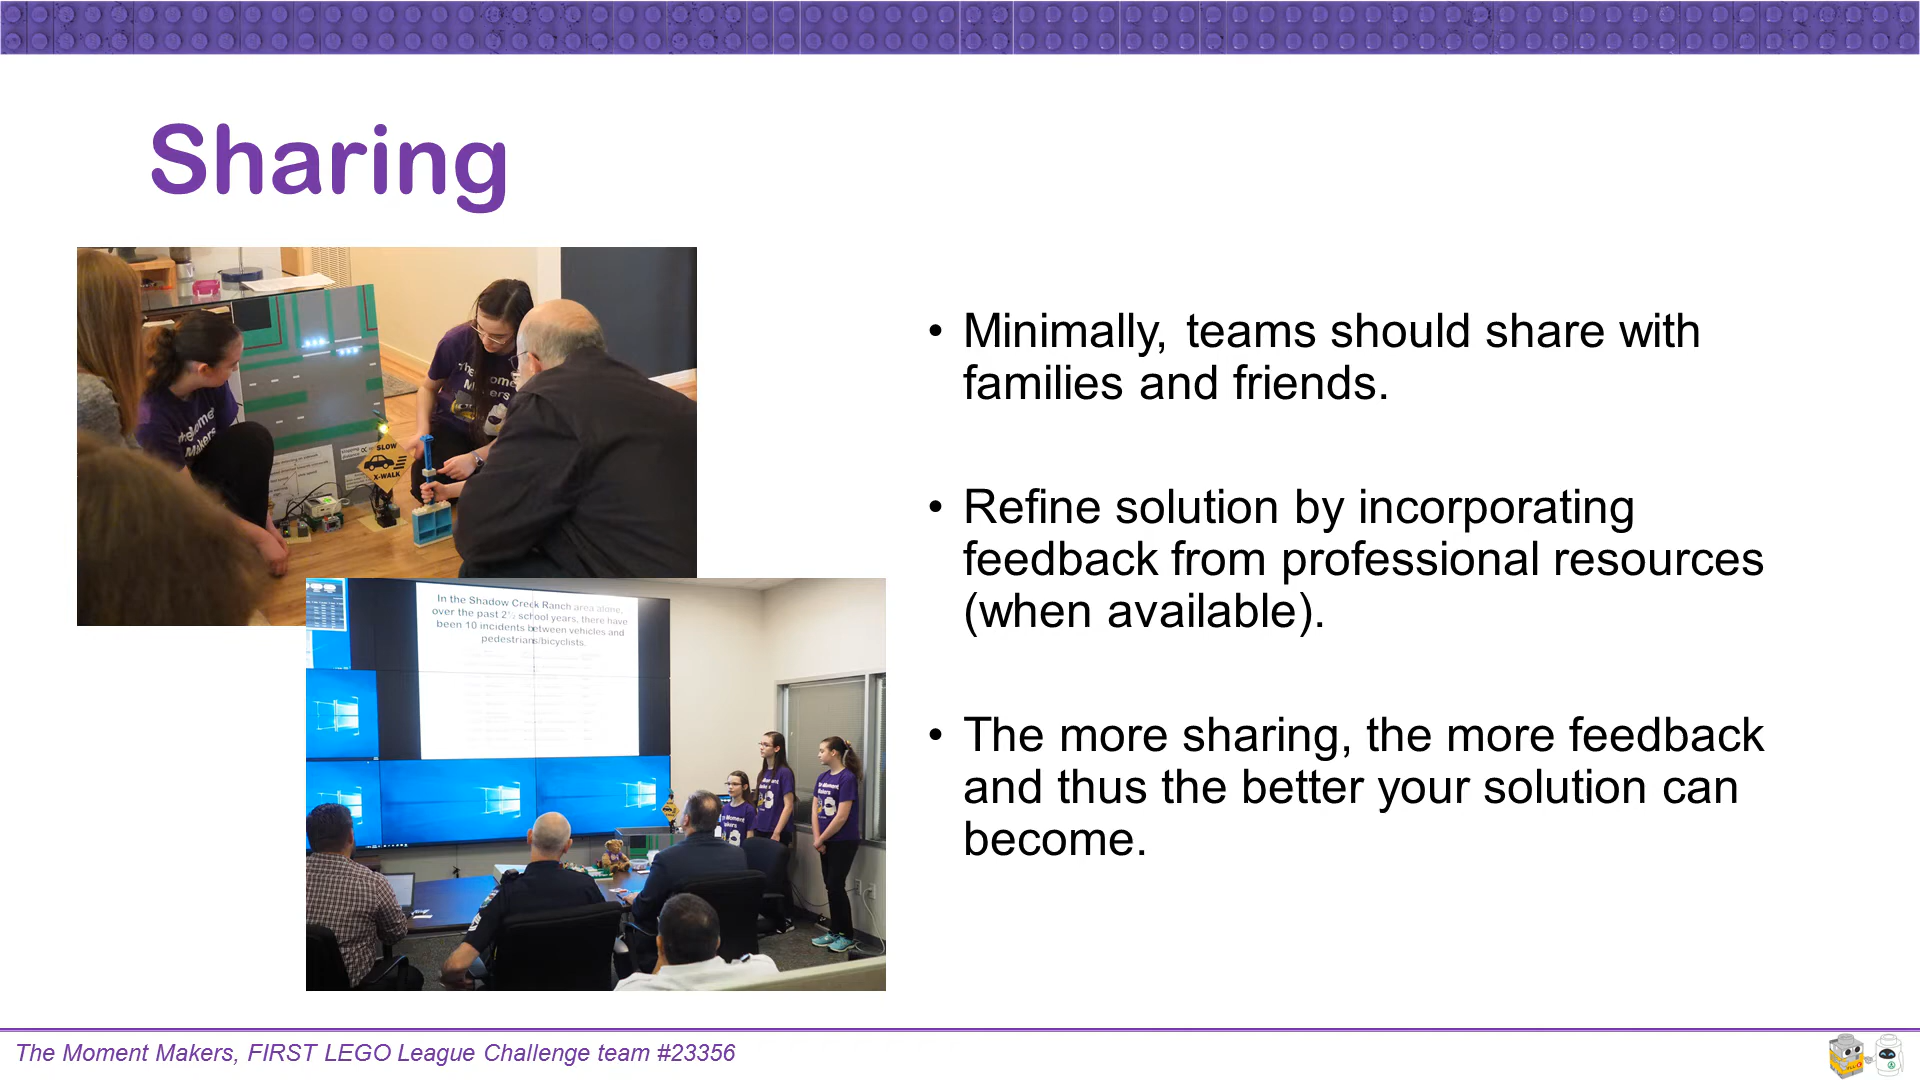 Sharing
SLOW
X-WALK
In the Shadow Creek Ranch area alone,
over the past 2½ school years, there have
been 10 incidents between vehicles and
pedestrians/bicyclists.
• Minimally, teams should share with
families and friends.
• Refine solution by incorporating
feedback from professional resources
(when available).
• The more sharing, the more feedback
and thus the better your solution can
become.
The Moment Makers, FIRST LEGO League Challenge team #23356